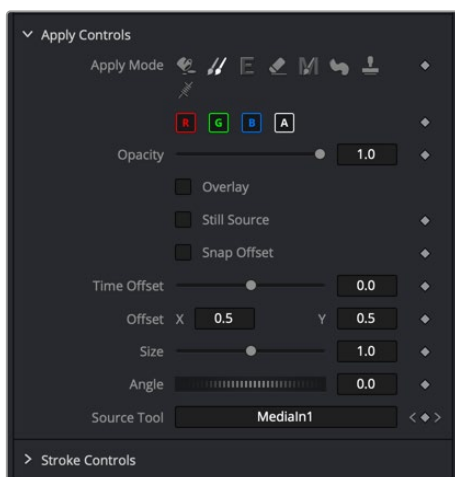 Apply Controls
Apply Mode
R G B A
Opacity 1.0
Overlay
Still Source
Snap Offset
Time Offset 0.0
Offset X 0.5 Y 0.5
Size 1.0
Angle 0.0
Source Tool MediaIn1
Stroke Controls